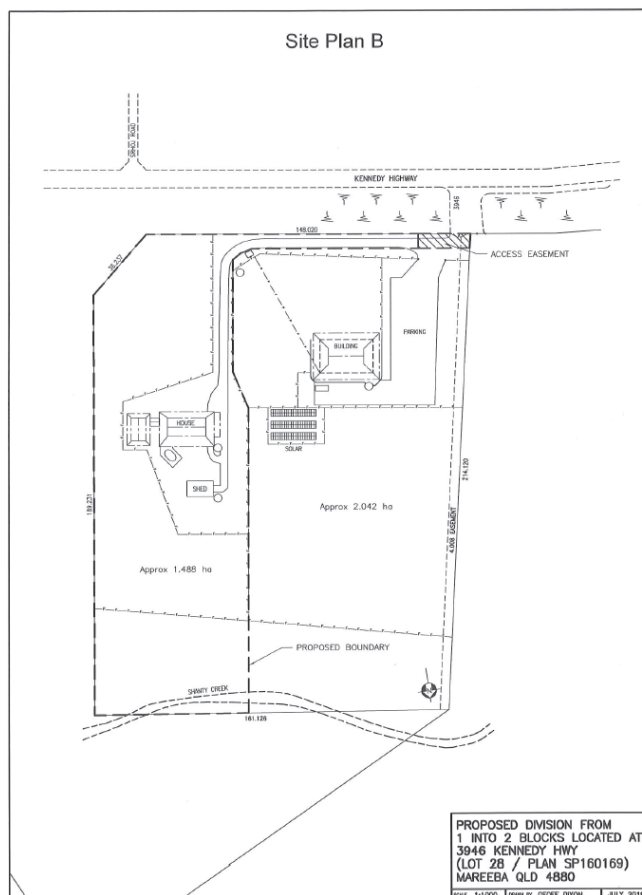 Site Plan B
KENNEDY HIGHWAY
3946
148.020
ACCESS EASEMENT
PARKING
BUILDING
HOUSE
SOLAR
SHED
214.120
Approx 2.042 ha
4.008 EASEMENT
Approx 1.488 ha
PROPOSED BOUNDARY
SHANTY CREEK
161.126
PROPOSED DIVISION FROM
1 INTO 2 BLOCKS LOCATED AT
3946 KENNEDY HWY
(LOT 28 / PLAN SP160169)
MAREEBA QLD 4880